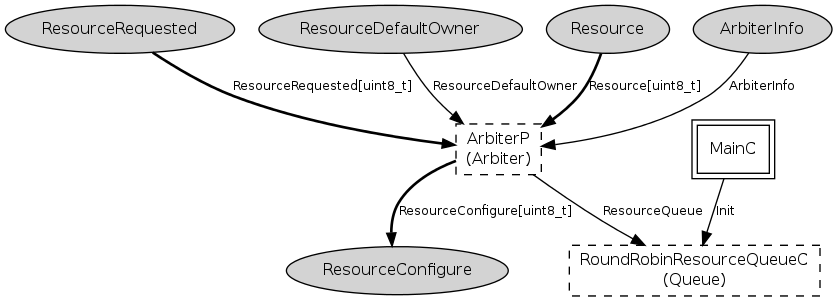 ResourceRequested
ResourceDefaultOwner
Resource
ArbiterInfo
ResourceRequested[uint8_t]
ResourceDefaultOwner
Resource[uint8_t]
ArbiterInfo
ArbiterP
(Arbiter)
MainC
ResourceConfigure[uint8_t]
ResourceQueue
Init
ResourceConfigure
RoundRobinResourceQueueC
(Queue)